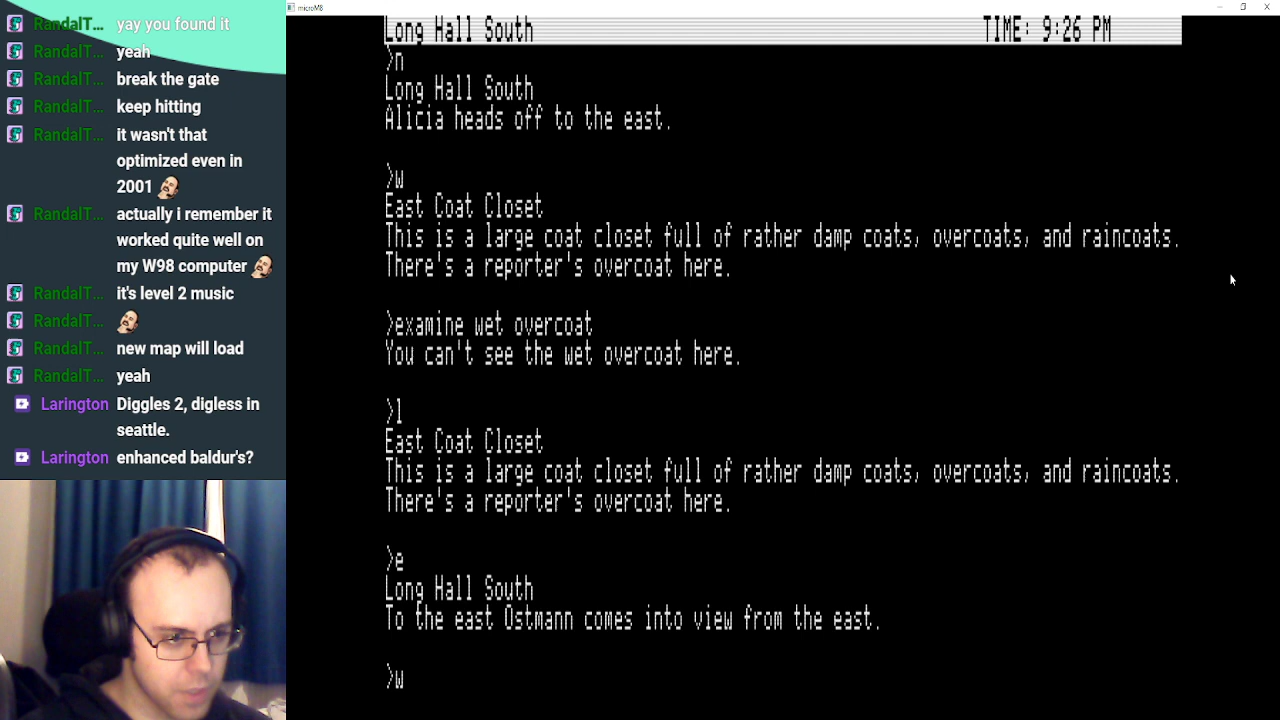 RandalT... yay you found it
RandalT... yeah
RandalT... break the gate
RandalT... keep hitting
RandalT... it wasn't that
optimized even in
2001
RandalT... actually i remember it
worked quite well on
my W98 computer
RandalT... it's level 2 music
RandalT...
RandalT... new map will load
RandalT... yeah
Larington Diggles 2, digless in
seattle.
Larington enhanced baldur's?
microM8
Long Hall South TIME: 9:26 PM
>n
Long Hall South
Alicia heads off to the east.
>w
East Coat Closet
This is a large coat closet full of rather damp coats, overcoats, and raincoats.
There's a reporter's overcoat here.
>examine wet overcoat
You can't see the wet overcoat here.
>l
East Coat Closet
This is a large coat closet full of rather damp coats, overcoats, and raincoats.
There's a reporter's overcoat here.
>e
Long Hall South
To the east Ostmann comes into view from the east.
>w